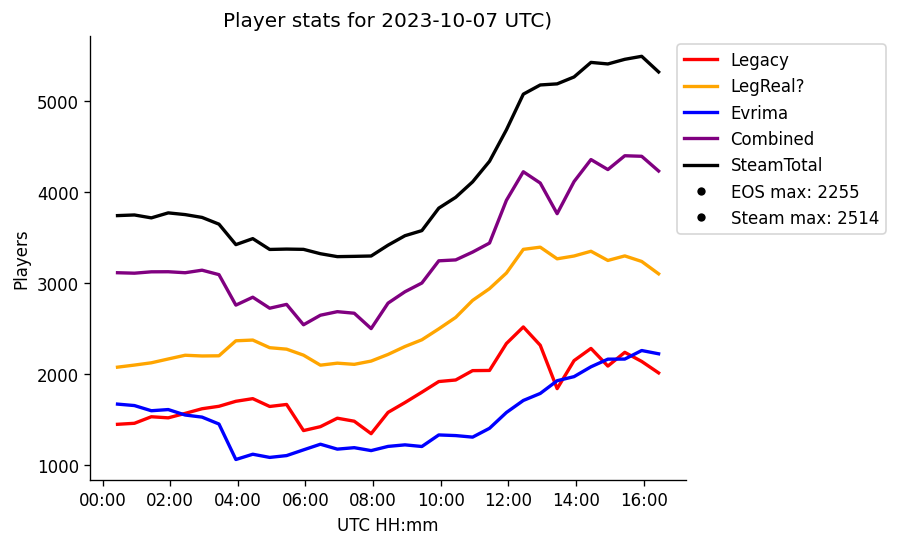 Player stats for 2023-10-07 UTC)
Players
5000
4000
3000
2000
1000
00:00 02:00 04:00 06:00 08:00 10:00 12:00 14:00 16:00
UTC HH:mm
Legacy
LegReal?
Evrima
Combined
SteamTotal
EOS max: 2255
Steam max: 2514